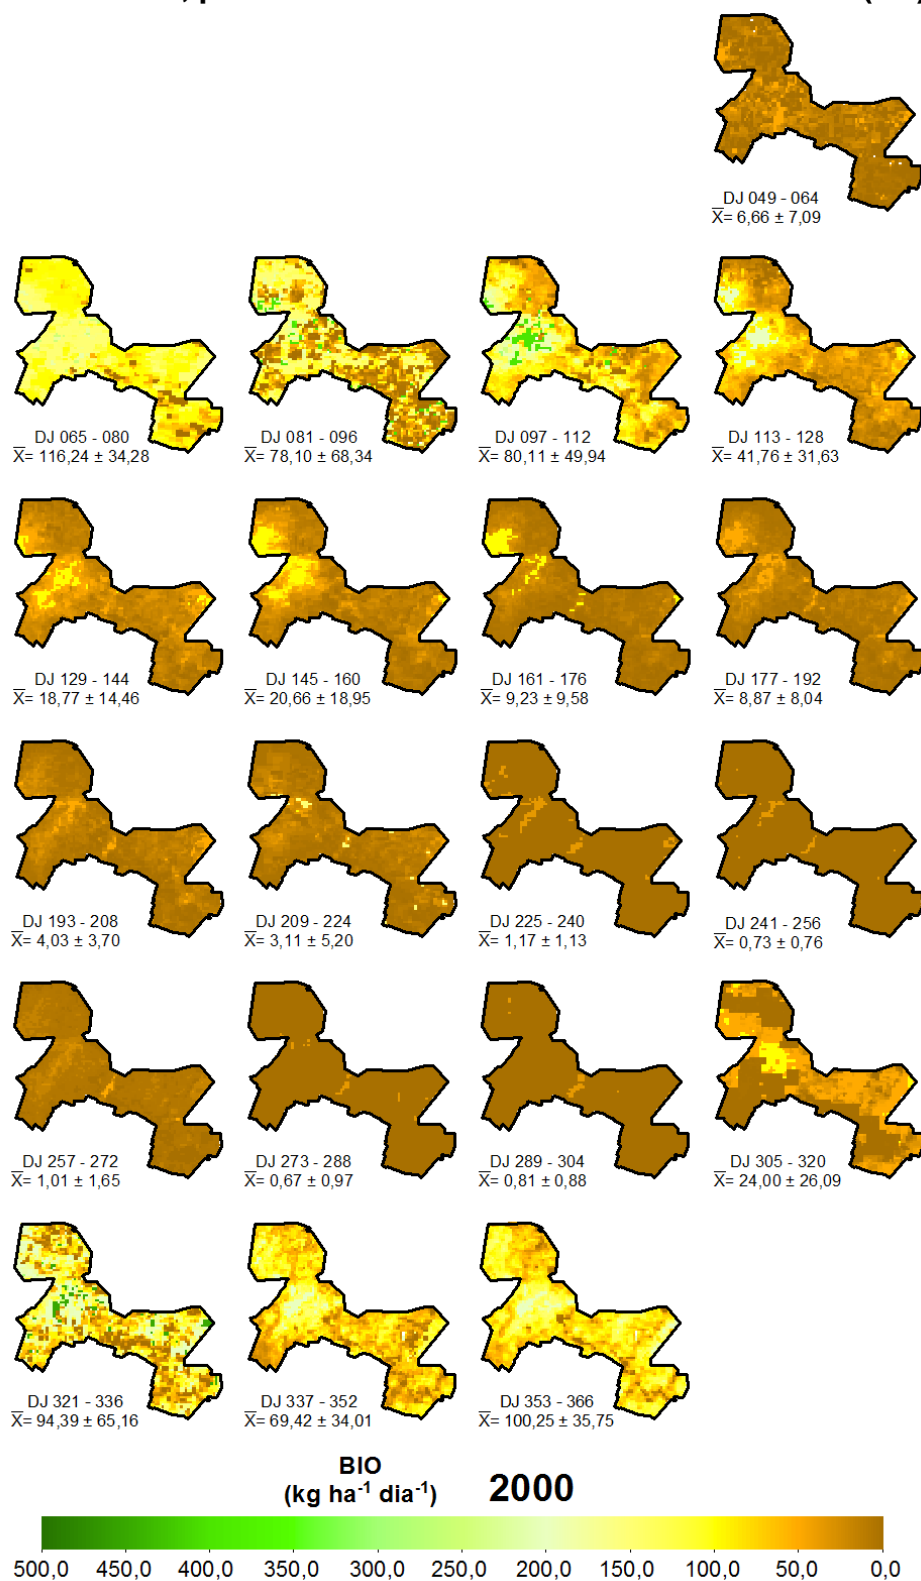 DJ 049 - 064
X= 6,66 ± 7,09
DJ 065 - 080
X= 116,24 ± 34,28
DJ 081 - 096
X= 78,10 ± 68,34
DJ 097 - 112
X= 80,11 ± 49,94
DJ 113 - 128
X= 41,76 ± 31,63
DJ 129 - 144
X= 18,77 ± 14,46
DJ 145 - 160
X= 20,66 ± 18,95
DJ 161 - 176
X= 9,23 ± 9,58
DJ 177 - 192
X= 8,87 ± 8,04
DJ 193 - 208
X= 4,03 ± 3,70
DJ 209 - 224
X= 3,11 ± 5,20
DJ 225 - 240
X= 1,17 ± 1,13
DJ 241 - 256
X= 0,73 ± 0,76
DJ 257 - 272
X= 1,01 ± 1,65
DJ 273 - 288
X= 0,67 ± 0,97
DJ 289 - 304
X= 0,81 ± 0,88
DJ 305 - 320
X= 24,00 ± 26,09
DJ 321 - 336
X= 94,39 ± 65,16
DJ 337 - 352
X= 69,42 ± 34,01
DJ 353 - 366
X= 100,25 ± 35,75
BIO
(kg ha⁻¹ dia⁻¹) 2000
500,0 450,0 400,0 350,0 300,0 250,0 200,0 150,0 100,0 50,0 0,0